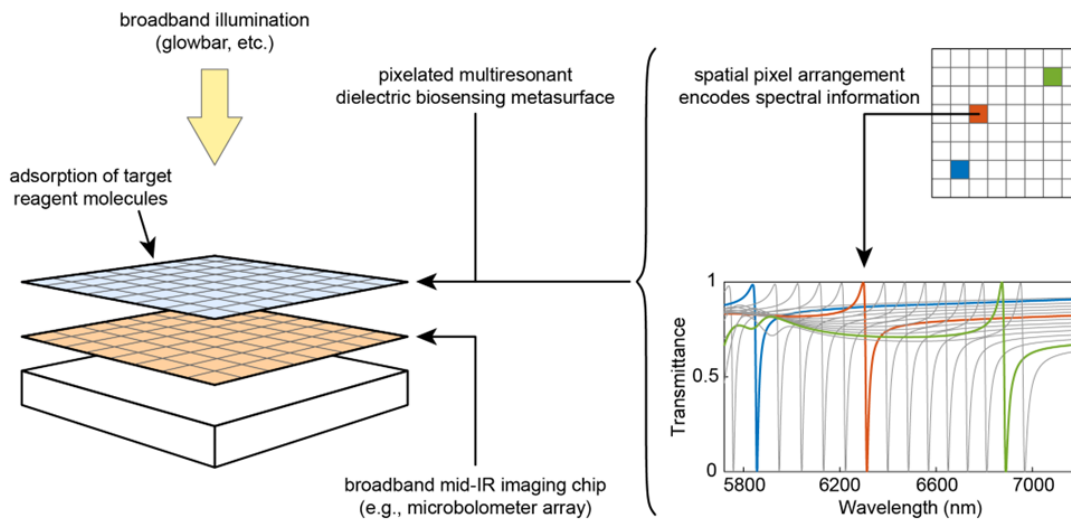 broadband illumination
(glowbar, etc.)
pixelated multiresonant
dielectric biosensing metasurface
spatial pixel arrangement
encodes spectral information
adsorption of target
reagent molecules
broadband mid-IR imaging chip
(e.g., microbolometer array)
1
0.5
0
Transmittance
5800
6200
6600
7000
Wavelength (nm)